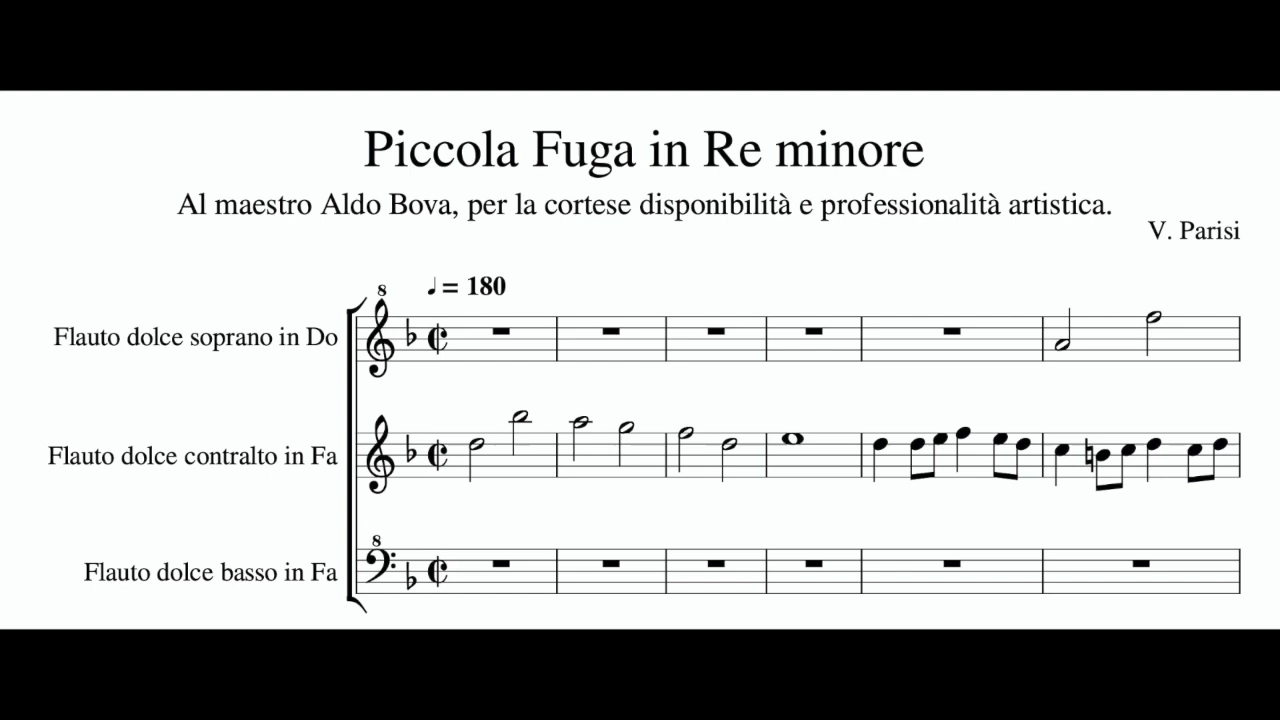 Piccola Fuga in Re minore
Al maestro Aldo Bova, per la cortese disponibilità e professionalità artistica.
V. Parisi
♩ = 180
8
Flauto dolce soprano in Do
Flauto dolce contralto in Fa
8
Flauto dolce basso in Fa